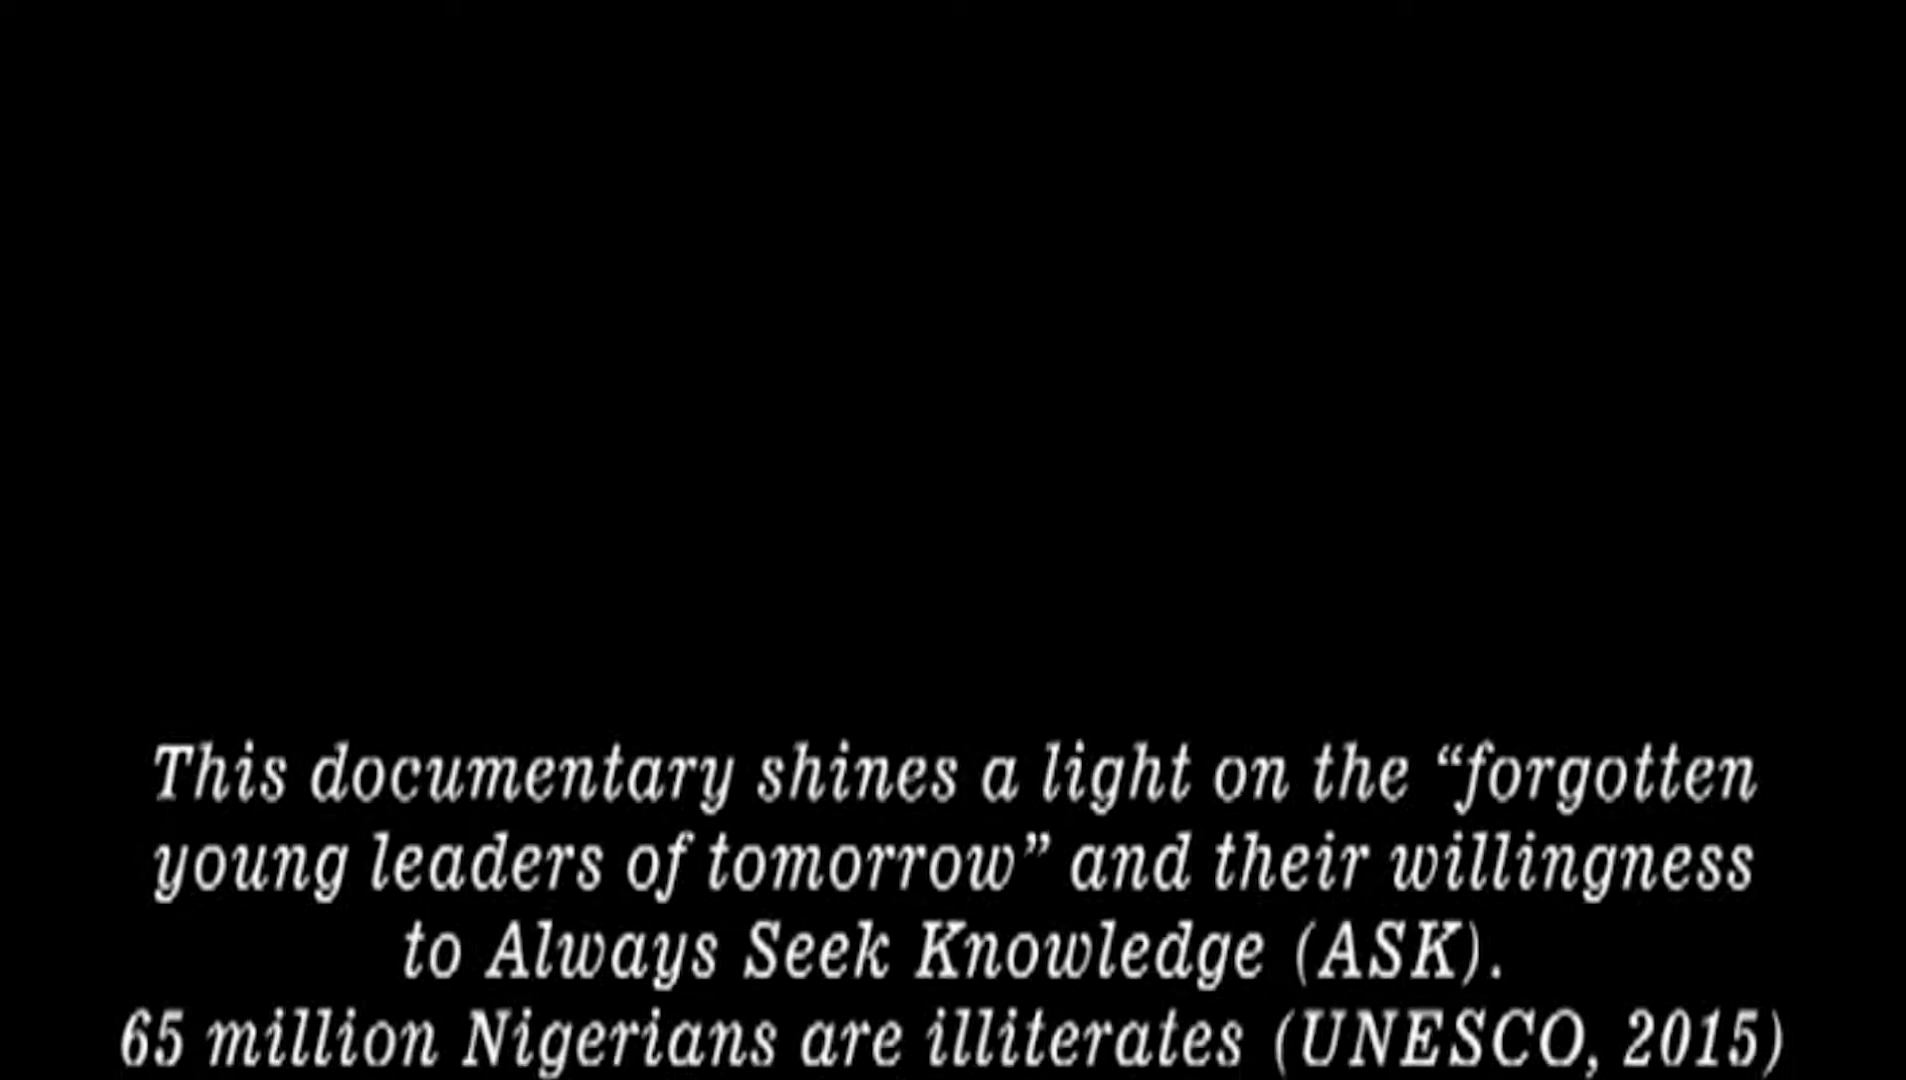 This documentary shines a light on the “forgotten
young leaders of tomorrow” and their willingness
to Always Seek Knowledge (ASK).
65 million Nigerians are illiterates (UNESCO, 2015)